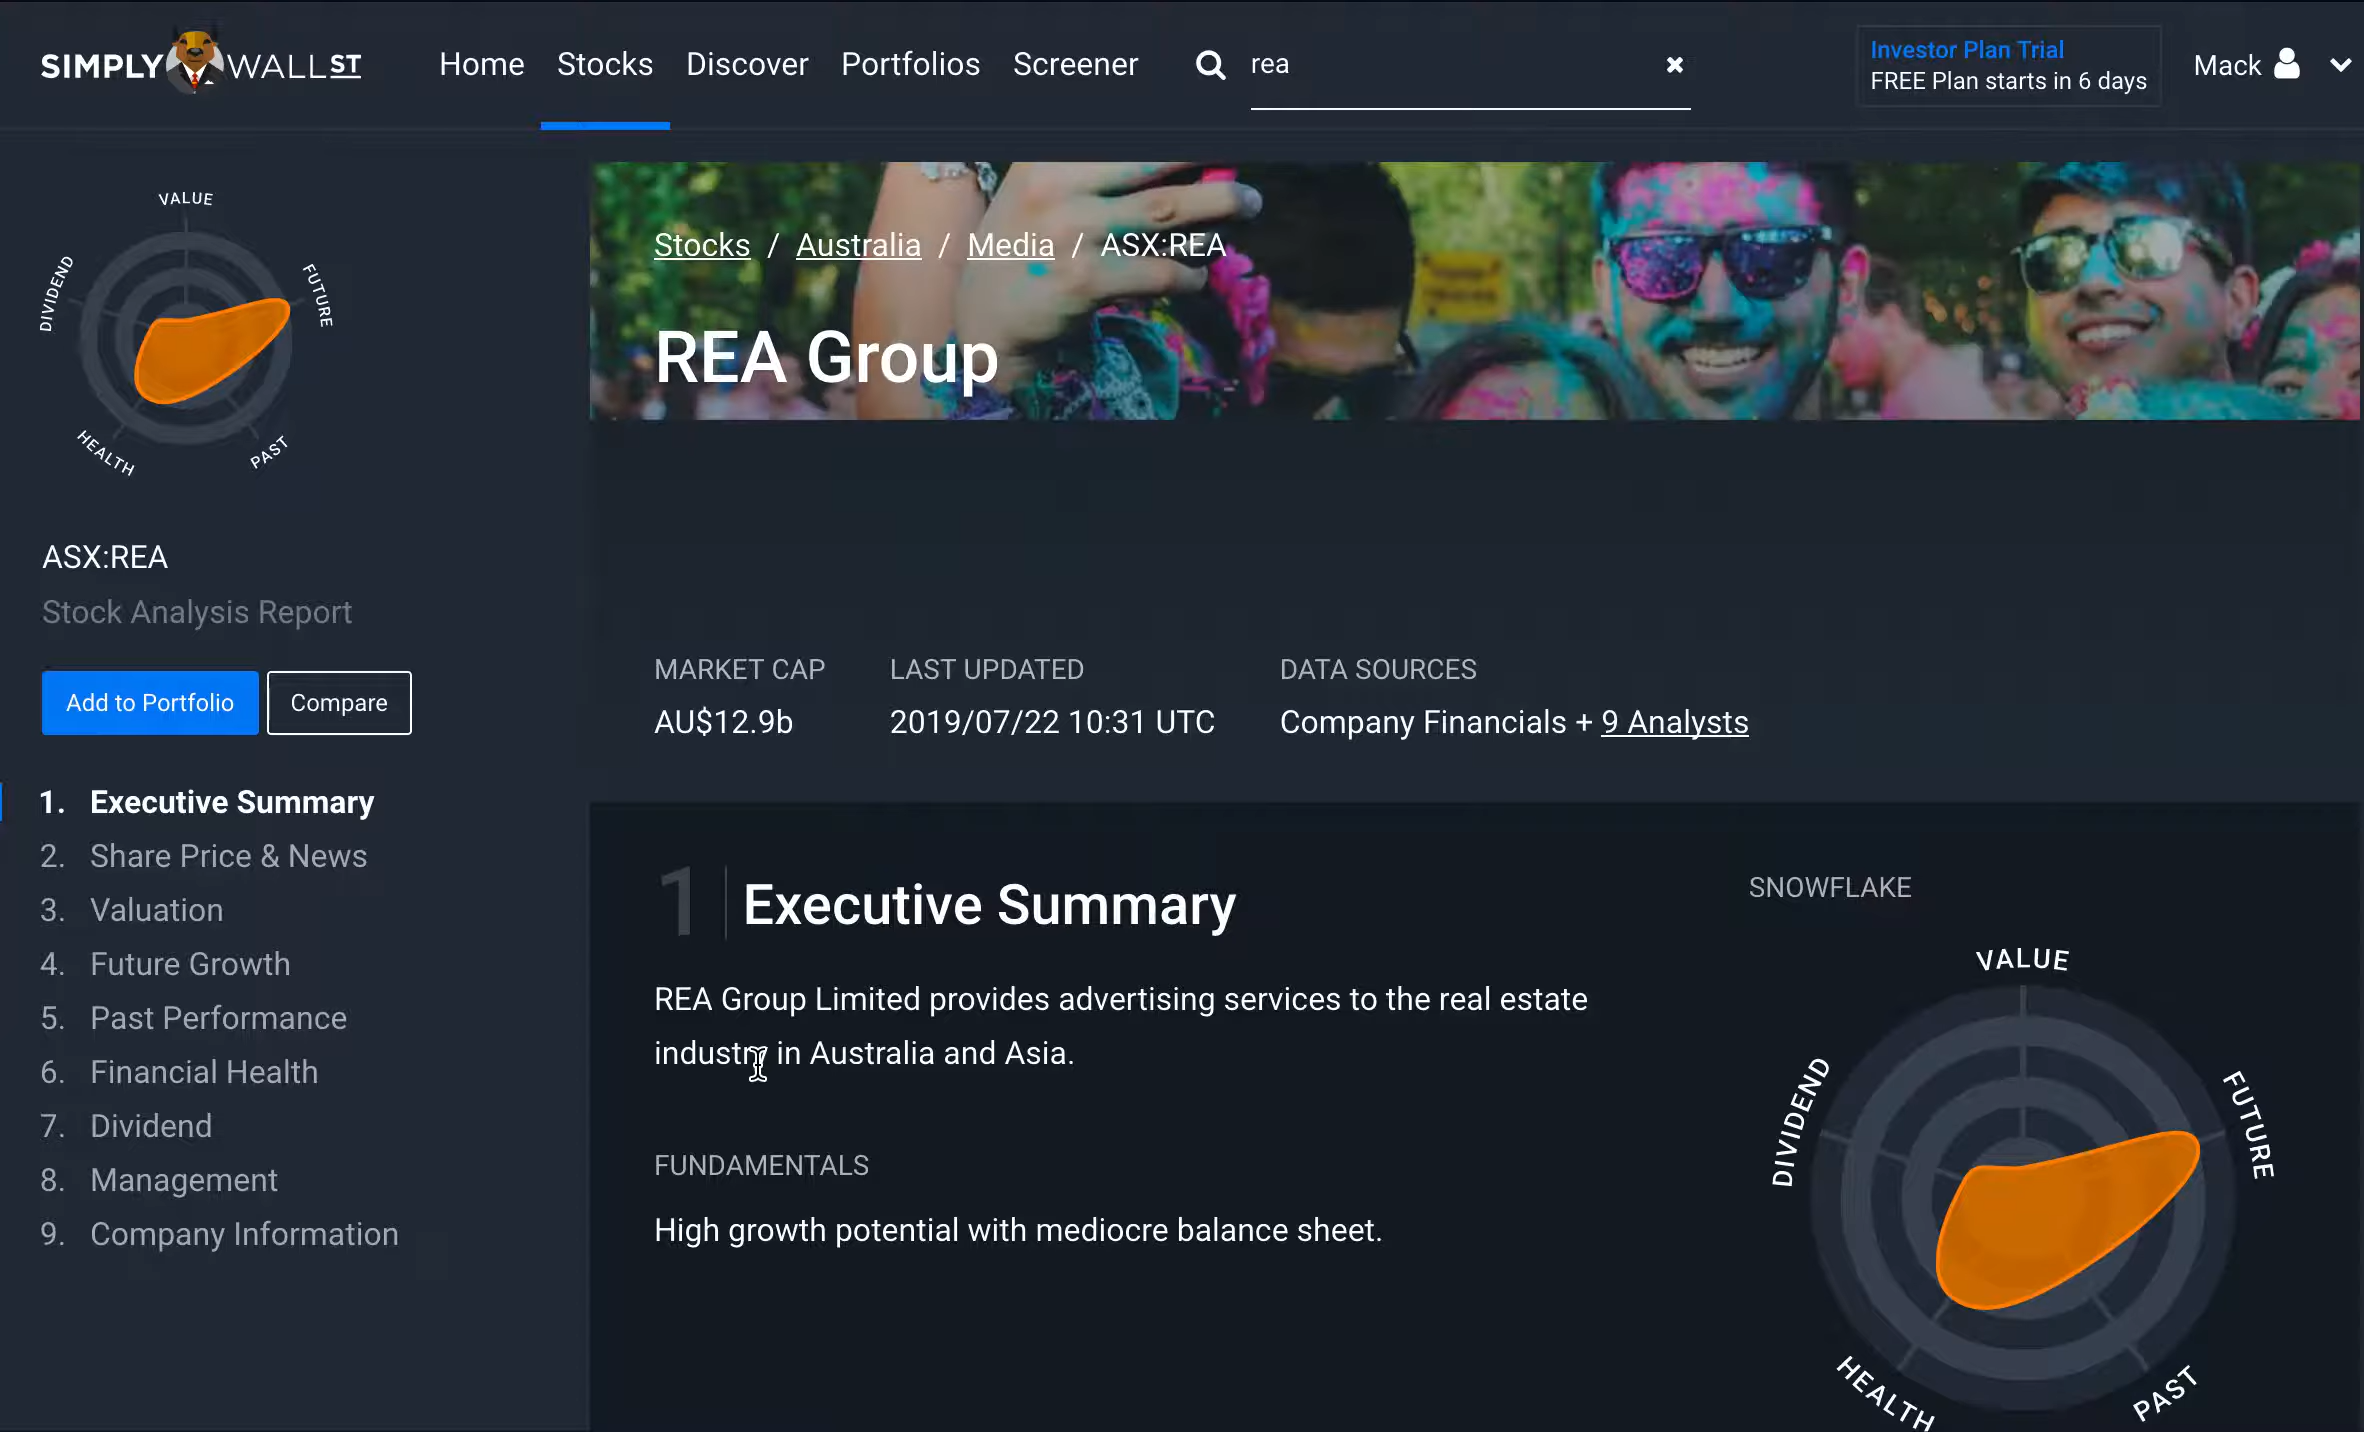 SIMPLY WALLST
Home
Stocks
Discover
Portfolios
Screener
rea
Investor Plan Trial
FREE Plan starts in 6 days
Mack
VALUE
FUTURE
PAST
HEALTH
DIVIDEND
ASX:REA
Stock Analysis Report
Add to Portfolio
Compare
1. Executive Summary
2. Share Price & News
3. Valuation
4. Future Growth
5. Past Performance
6. Financial Health
7. Dividend
8. Management
9. Company Information
Stocks / Australia / Media / ASX:REA
REA Group
MARKET CAP
AU$12.9b
LAST UPDATED
2019/07/22 10:31 UTC
DATA SOURCES
Company Financials + 9 Analysts
1 Executive Summary
REA Group Limited provides advertising services to the real estate
industry in Australia and Asia.
FUNDAMENTALS
High growth potential with mediocre balance sheet.
SNOWFLAKE
VALUE
FUTURE
PAST
HEALTH
DIVIDEND